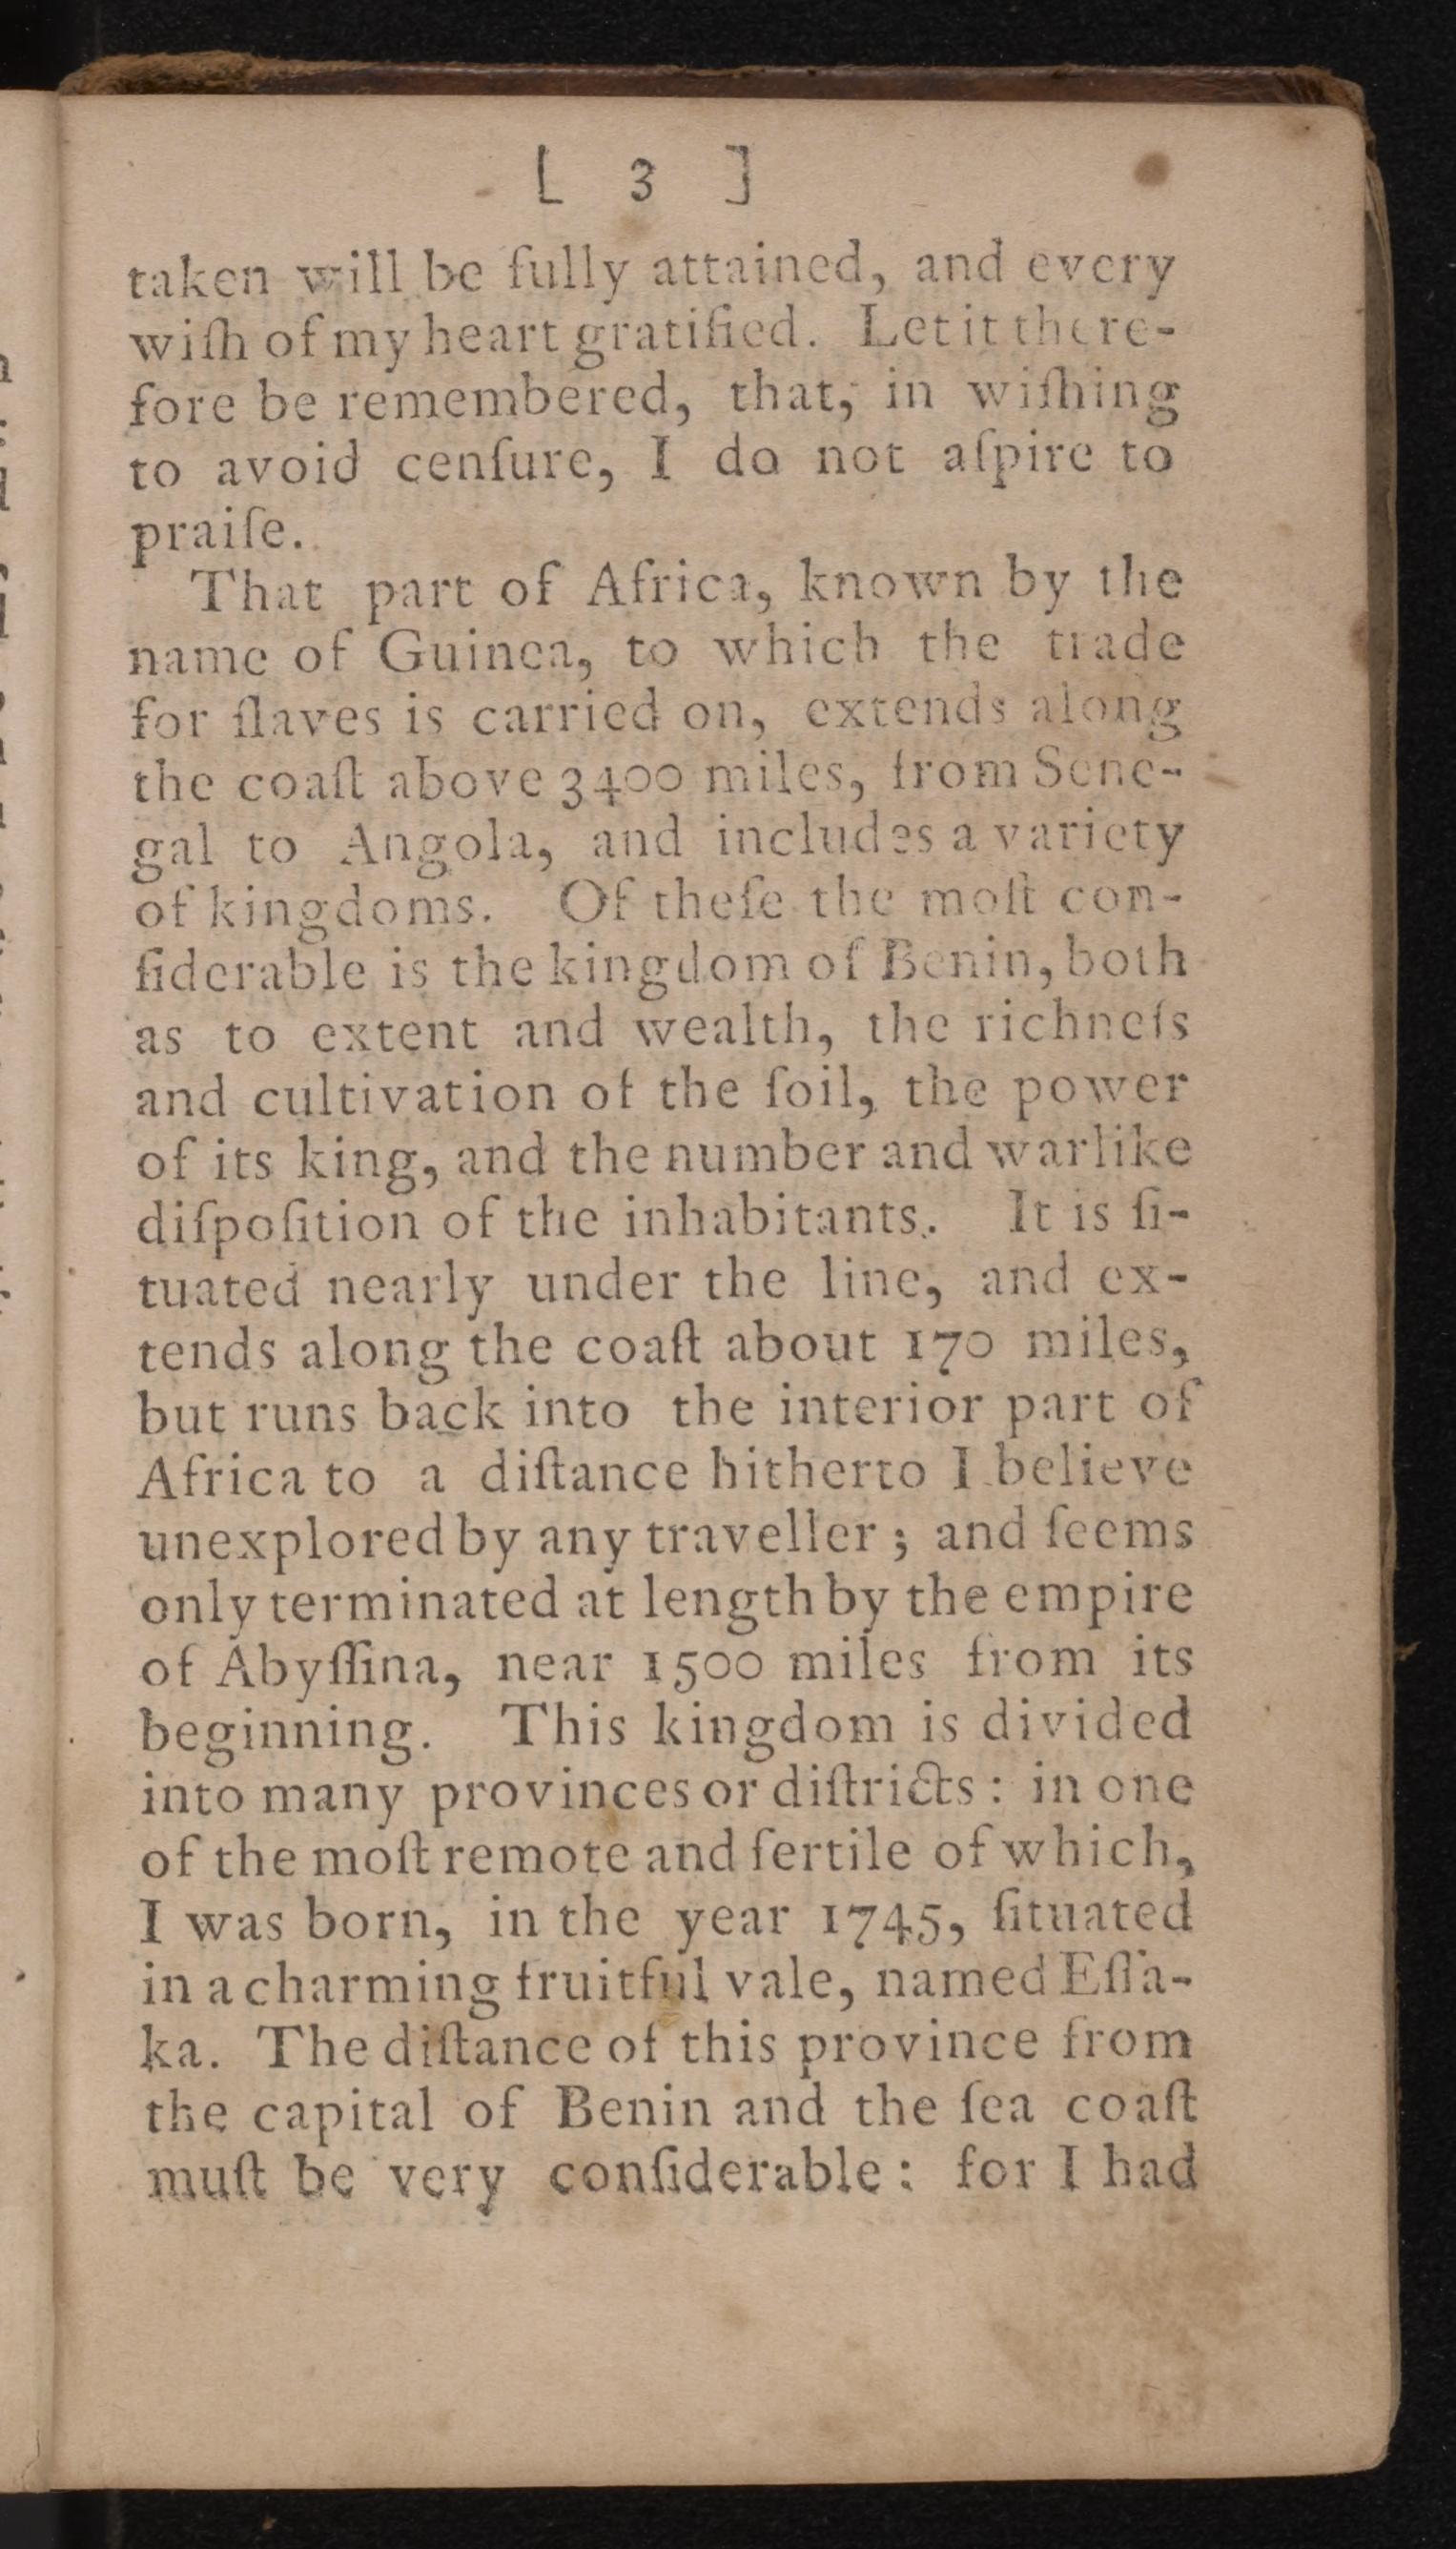 [ 3 ]
taken will be fully attained, and every
wiſh of my heart gratified. Let it there-
fore be remembered, that, in wiſhing
to avoid cenſure, I do not aſpire to
praiſe.
That part of Africa, known by the
name of Guinea, to which the trade
for ſlaves is carried on, extends along
the coaſt above 3400 miles, from Sene-
gal to Angola, and includes a variety
of kingdoms. Of theſe the moſt con-
ſiderable is the kingdom of Benin, both
as to extent and wealth, the richneſs
and cultivation of the ſoil, the power
of its king, and the number and warlike
diſpoſition of the inhabitants. It is ſi-
tuated nearly under the line, and ex-
tends along the coaſt about 170 miles,
but runs back into the interior part of
Africa to a diſtance hitherto I believe
unexplored by any traveller; and ſeems
only terminated at length by the empire
of Abyſſina, near 1500 miles from its
beginning. This kingdom is divided
into many provinces or diſtricts: in one
of the moſt remote and fertile of which,
I was born, in the year 1745, ſituated
in a charming fruitful vale, named Eſſa-
ka. The diſtance of this province from
the capital of Benin and the ſea coaſt
muſt be very conſiderable: for I had